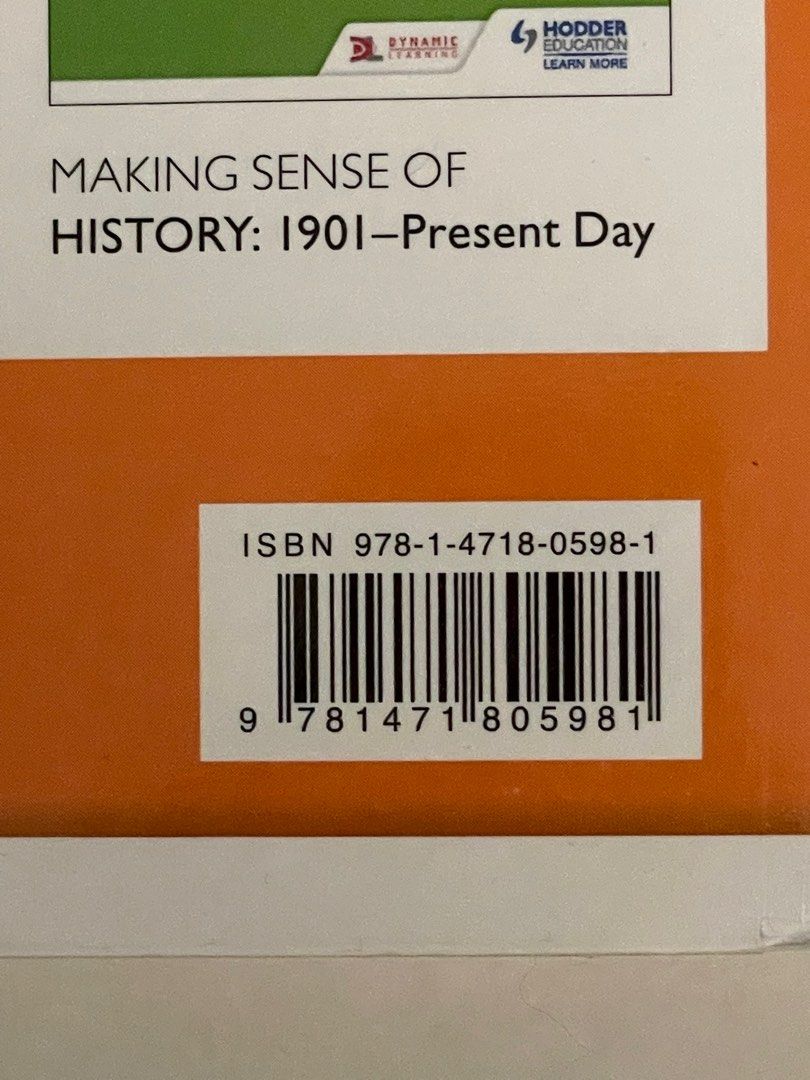 DL DYNAMIC
LEARNING
HODDER
EDUCATION
LEARN MORE
MAKING SENSE OF
HISTORY: 1901–Present Day
ISBN 978-1-4718-0598-1
9 781471 805981